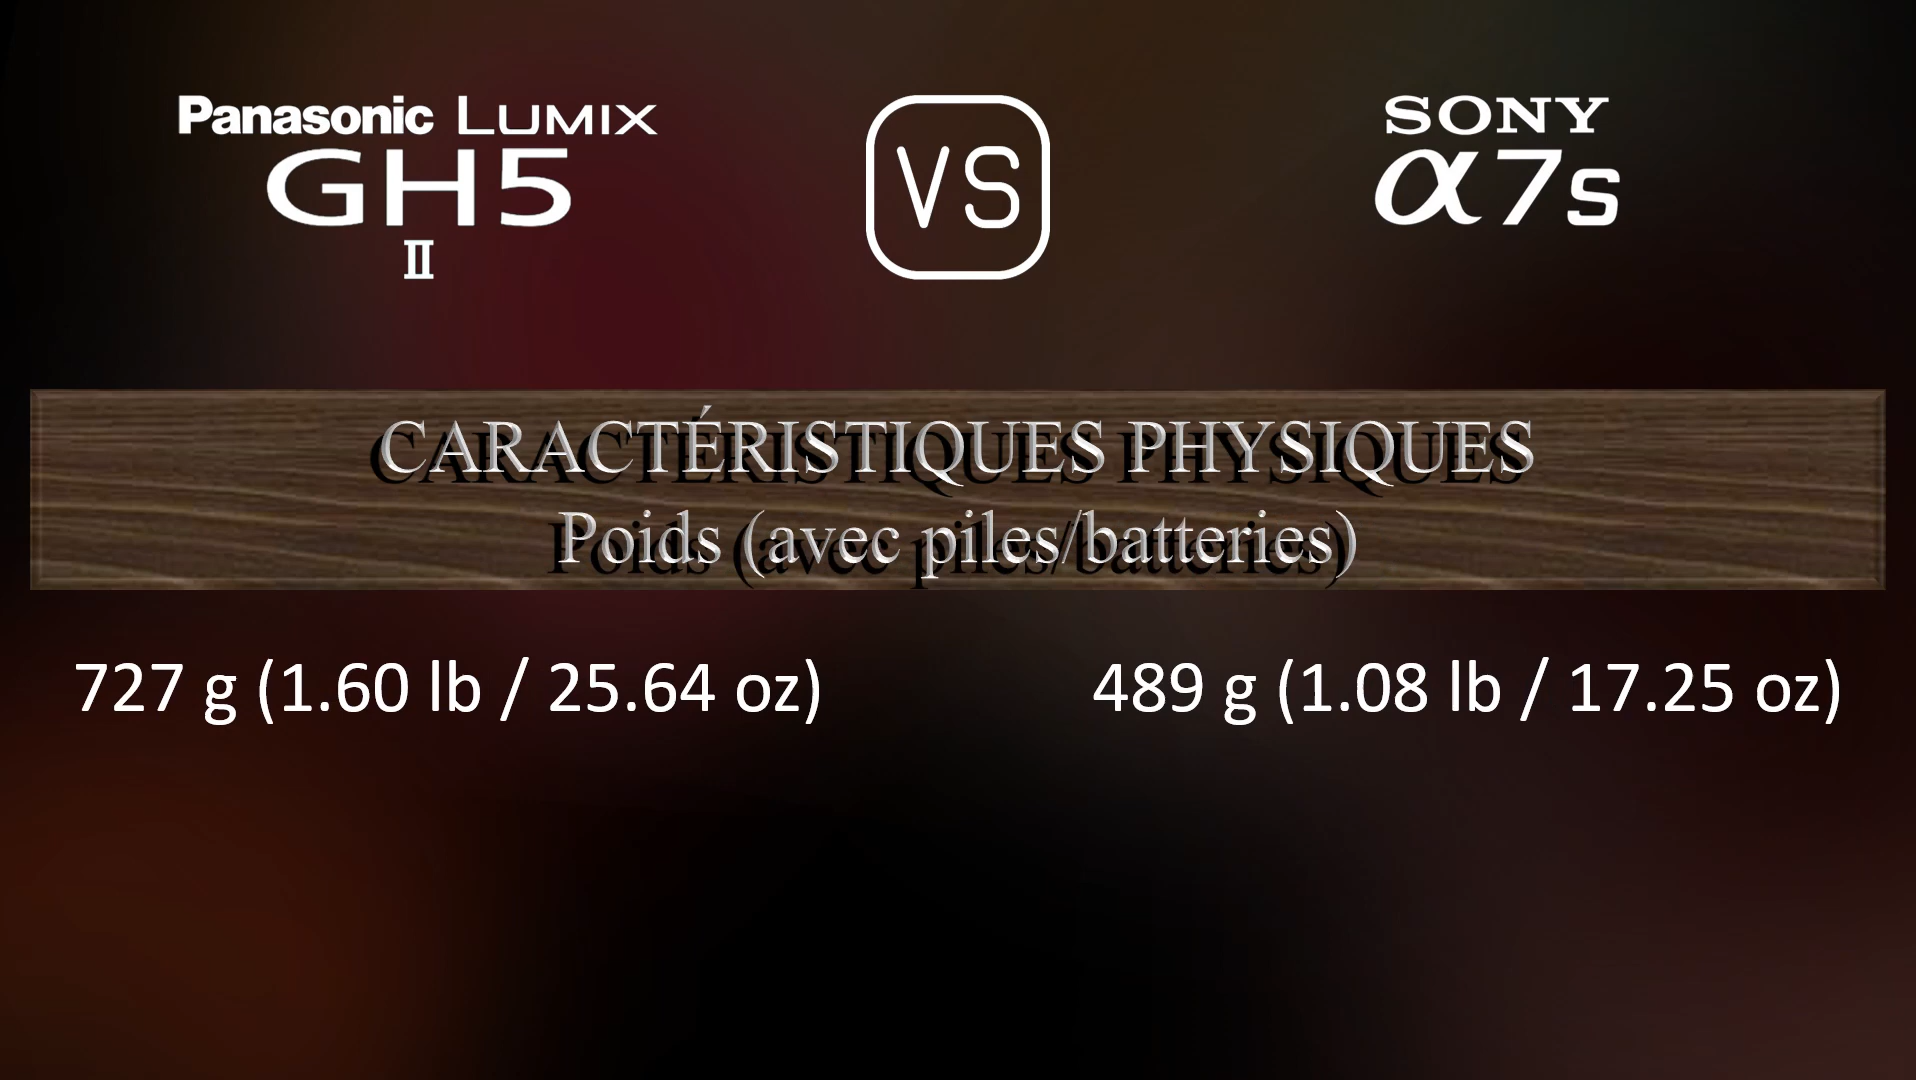 Panasonic LUMIX
GH5
II
VS
SONY
α7s
CARACTÉRISTIQUES PHYSIQUES
Poids (avec piles/batteries)
727 g (1.60 lb / 25.64 oz)
489 g (1.08 lb / 17.25 oz)